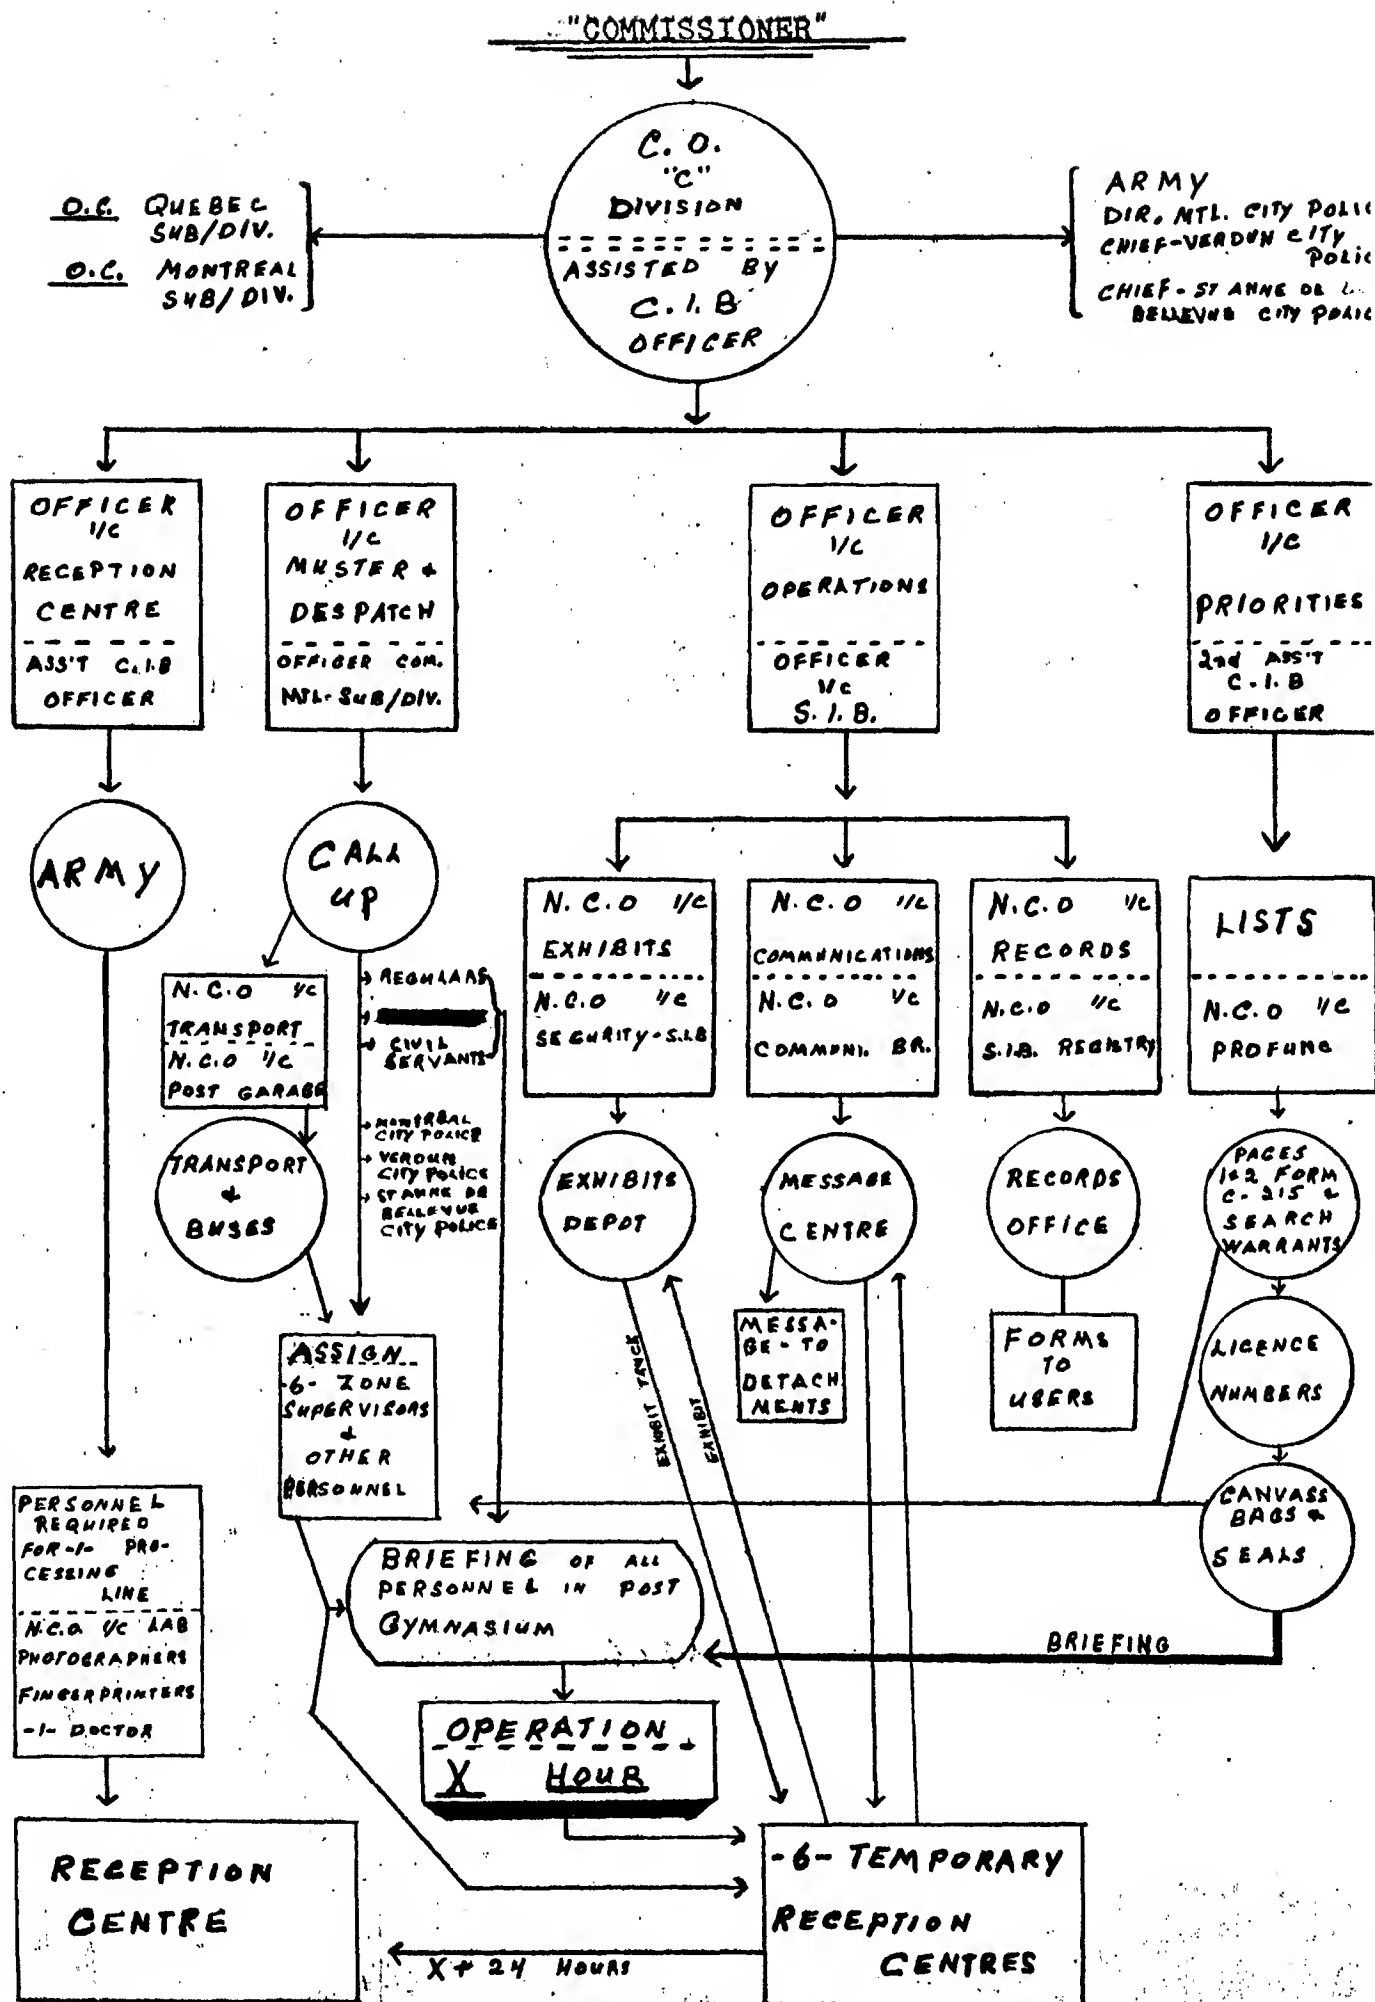 "COMMISSIONER"
C. O.
"C"
DIVISION
ASSISTED BY
C. I. B
OFFICER
O.C. QUEBEC
SUB/DIV.
O.C. MONTREAL
SUB/DIV.
ARMY
DIR. MTL. CITY POLIC
CHIEF-VERDUN CITY
POLIC
CHIEF - ST ANNE DE L
BELLEVUE CITY POLIC
OFFICER
I/C
RECEPTION
CENTRE
ASS'T C.I.B
OFFICER
OFFICER
I/C
MUSTER &
DESPATCH
OFFICER COM.
MTL-SUB/DIV.
OFFICER
I/C
OPERATIONS
OFFICER
I/C
S. I. B.
OFFICER
I/C
PRIORITIES
2nd ASS'T
C. I. B
OFFICER
ARMY
CALL
UP
N. C. O I/C
EXHIBITS
N. C. O I/C
SECURITY-S.I.B
N. C. O I/C
COMMUNICATIONS
N. C. O I/C
COMMUNI. BR.
N. C. O I/C
RECORDS
N. C. O I/C
S.I.B. REGISTRY
LISTS
N. C. O I/C
PROFUNC
N. C. O I/C
TRANSPORT
N. C. O I/C
POST GARAGE
REGULARS
CIVIL
SERVANTS
MONTREAL
CITY POLICE
VERDUN
CITY POLICE
ST ANNE DE
BELLEVUE
CITY POLICE
TRANSPORT
&
BUSES
EXHIBITS
DEPOT
MESSAGE
CENTRE
RECORDS
OFFICE
PAGES
1&2 FORM
C-215 &
SEARCH
WARRANTS
MESSA-
GE - TO
DETACH
MENTS
FORMS
TO
USERS
LICENCE
NUMBERS
ASSIGN
-6- ZONE
SUPERVISORS
&
OTHER
PERSONNEL
EXHIBIT TRUCK
EXHIBIT
CANVASS
BAGS &
SEALS
PERSONNEL
REQUIRED
FOR -1- PRO-
CESSING
LINE
N.C.O. I/C LAB
PHOTOGRAPHERS
FINGERPRINTERS
-1- DOCTOR
BRIEFING OF ALL
PERSONNEL IN POST
GYMNASIUM
BRIEFING
OPERATION
X HOUR
RECEPTION
CENTRE
-6- TEMPORARY
RECEPTION
CENTRES
X + 24 HOURS